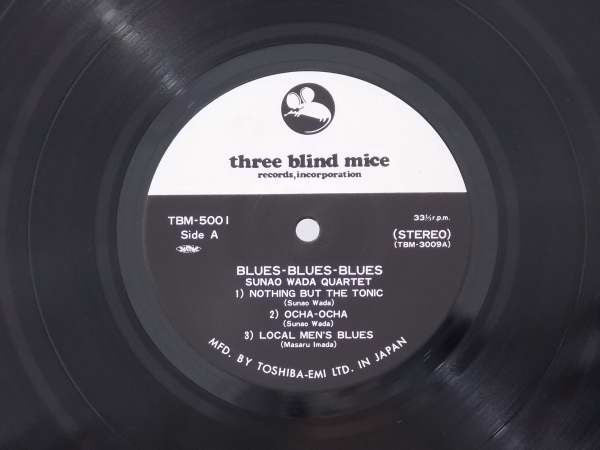 three blind mice
records, incorporation
TBM-5001
Side A
33⅓ r.p.m.
(STEREO)
(TBM-3009A)
BLUES-BLUES-BLUES
SUNAO WADA QUARTET
1) NOTHING BUT THE TONIC
(Sunao Wada)
2) OCHA-OCHA
(Sunao Wada)
3) LOCAL MEN'S BLUES
(Masaru Imada)
MFD. BY TOSHIBA-EMI LTD. IN JAPAN